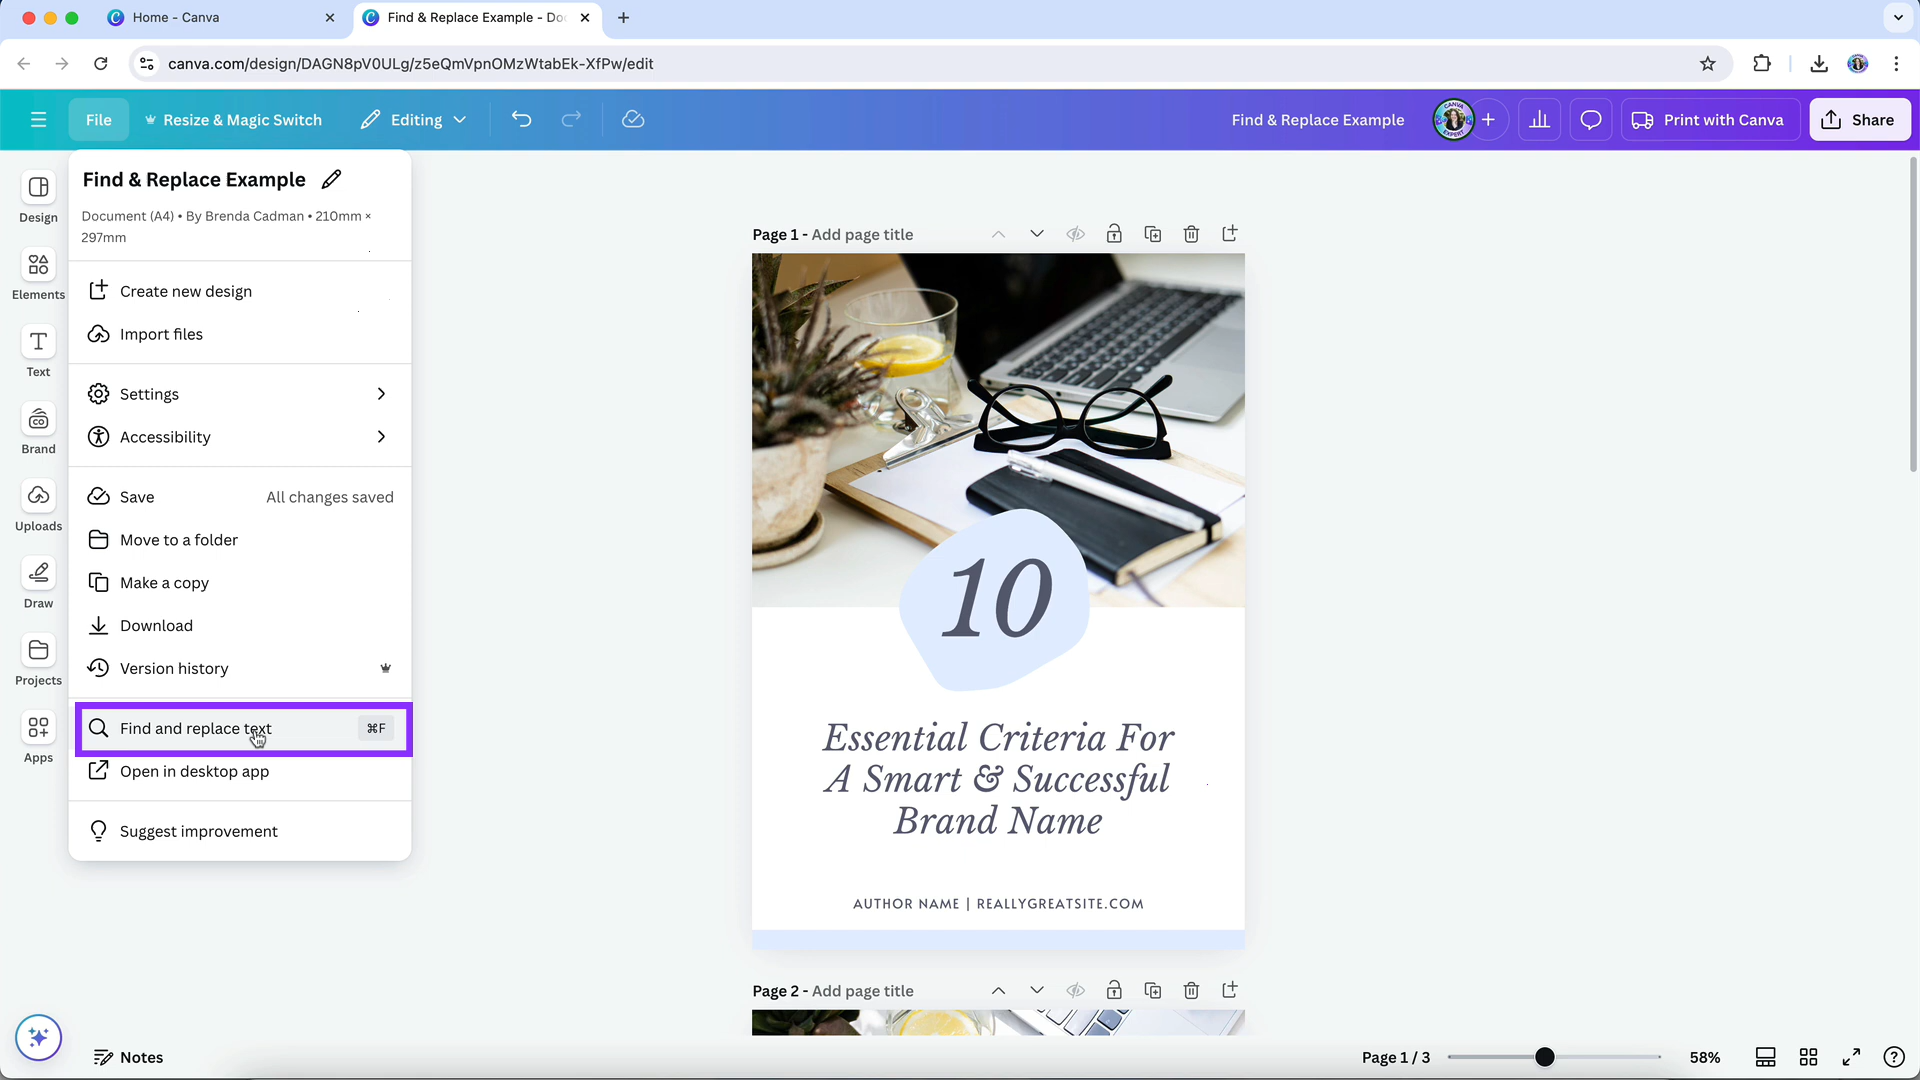 Home - Canva
Find & Replace Example - Do
canva.com/design/DAGN8pV0ULg/z5eQmVpnOMzWtabEk-XfPw/edit
File
Resize & Magic Switch
Editing
Find & Replace Example
Print with Canva
Share
Design
Elements
Text
Brand
Uploads
Draw
Projects
Apps
Find & Replace Example
Document (A4) • By Brenda Cadman • 210mm ×
297mm
Create new design
Import files
Settings
Accessibility
Save All changes saved
Move to a folder
Make a copy
Download
Version history
Find and replace text ⌘F
Open in desktop app
Suggest improvement
Page 1 - Add page title
10
Essential Criteria For
A Smart & Successful
Brand Name
AUTHOR NAME | REALLYGREATSITE.COM
Page 2 - Add page title
Notes
Page 1 / 3
58%